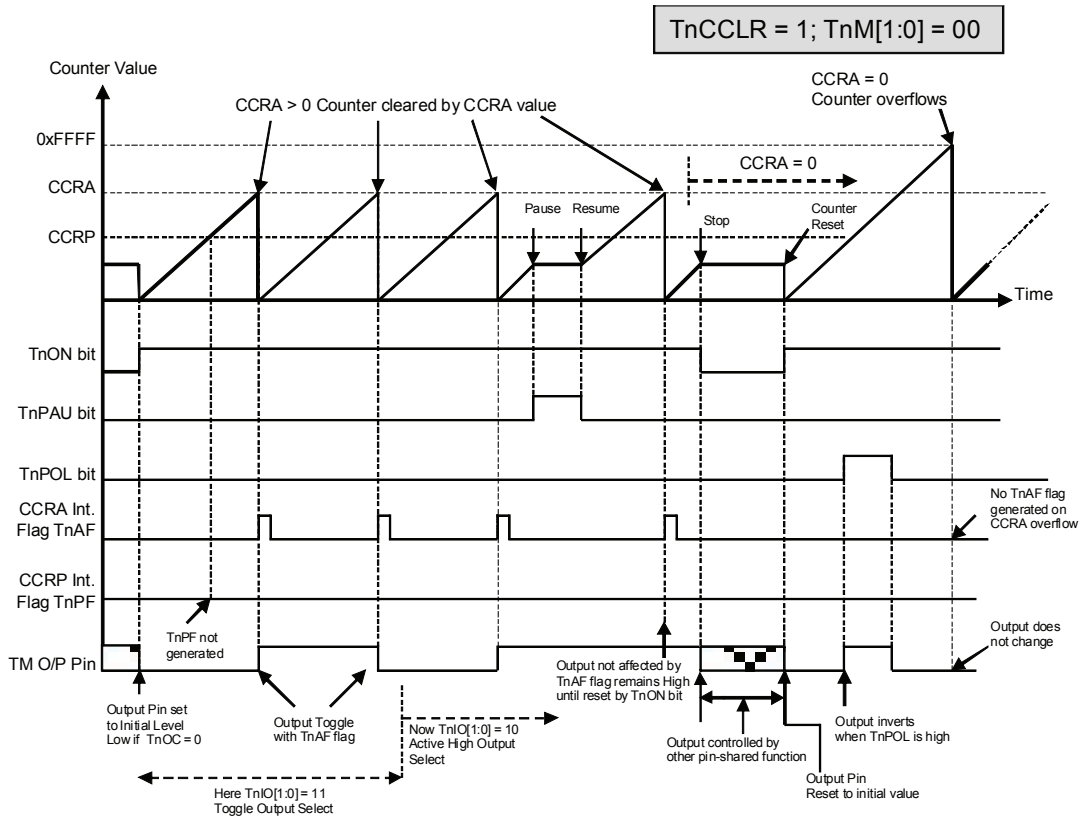 TnCCLR = 1; TnM[1:0] = 00
Counter Value
CCRA = 0
Counter overflows
CCRA > 0 Counter cleared by CCRA value
0xFFFF
CCRA = 0
CCRA
Pause
Resume
Stop
Counter
Reset
CCRP
Time
TnON bit
TnPAU bit
TnPOL bit
CCRA Int.
Flag TnAF
No TnAF flag
generated on
CCRA overflow
CCRP Int.
Flag TnPF
TnPF not
generated
TM O/P Pin
Output does
not change
Output Pin set
to Initial Level
Low if TnOC = 0
Output Toggle
with TnAF flag
Now TnIO[1:0] = 10
Active High Output
Select
Output not affected by
TnAF flag remains High
until reset by TnON bit
Output controlled by
other pin-shared function
Output inverts
when TnPOL is high
Output Pin
Reset to initial value
Here TnIO[1:0] = 11
Toggle Output Select